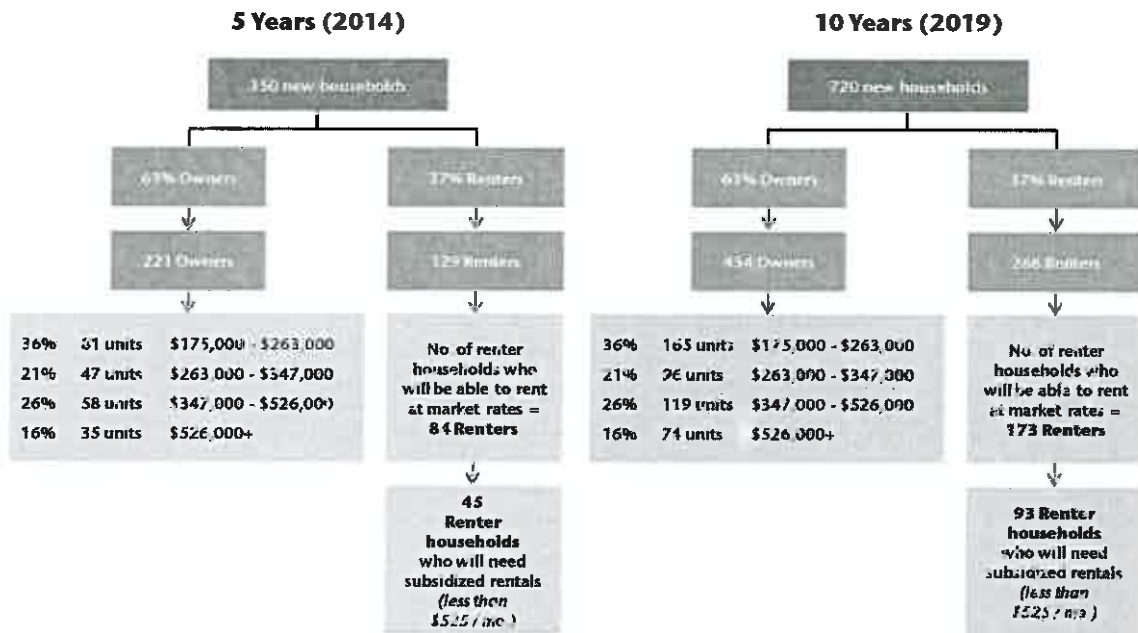 5 Years (2014)
350 new households
63% Owners
37% Renters
221 Owners
129 Renters
36% 81 units $175,000 - $263,000
21% 47 units $263,000 - $347,000
26% 58 units $347,000 - $526,000
16% 35 units $526,000+
No. of renter
households who
will be able to rent
at market rates =
84 Renters
45
Renter
households
who will need
subsidized rentals
(less than
$525 / mo.)
10 Years (2019)
720 new households
63% Owners
37% Renters
454 Owners
266 Renters
36% 165 units $175,000 - $263,000
21% 96 units $263,000 - $347,000
26% 119 units $347,000 - $526,000
16% 74 units $526,000+
No. of renter
households who
will be able to rent
at market rates =
173 Renters
93 Renter
households
who will need
subsidized rentals
(less than
$525 / mo.)